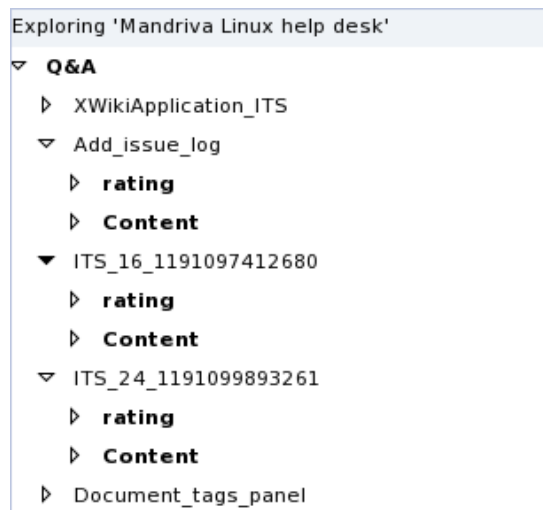 Exploring 'Mandriva Linux help desk'
Q&A
XWikiApplication_ITS
Add_issue_log
rating
Content
ITS_16_1191097412680
rating
Content
ITS_24_1191099893261
rating
Content
Document_tags_panel